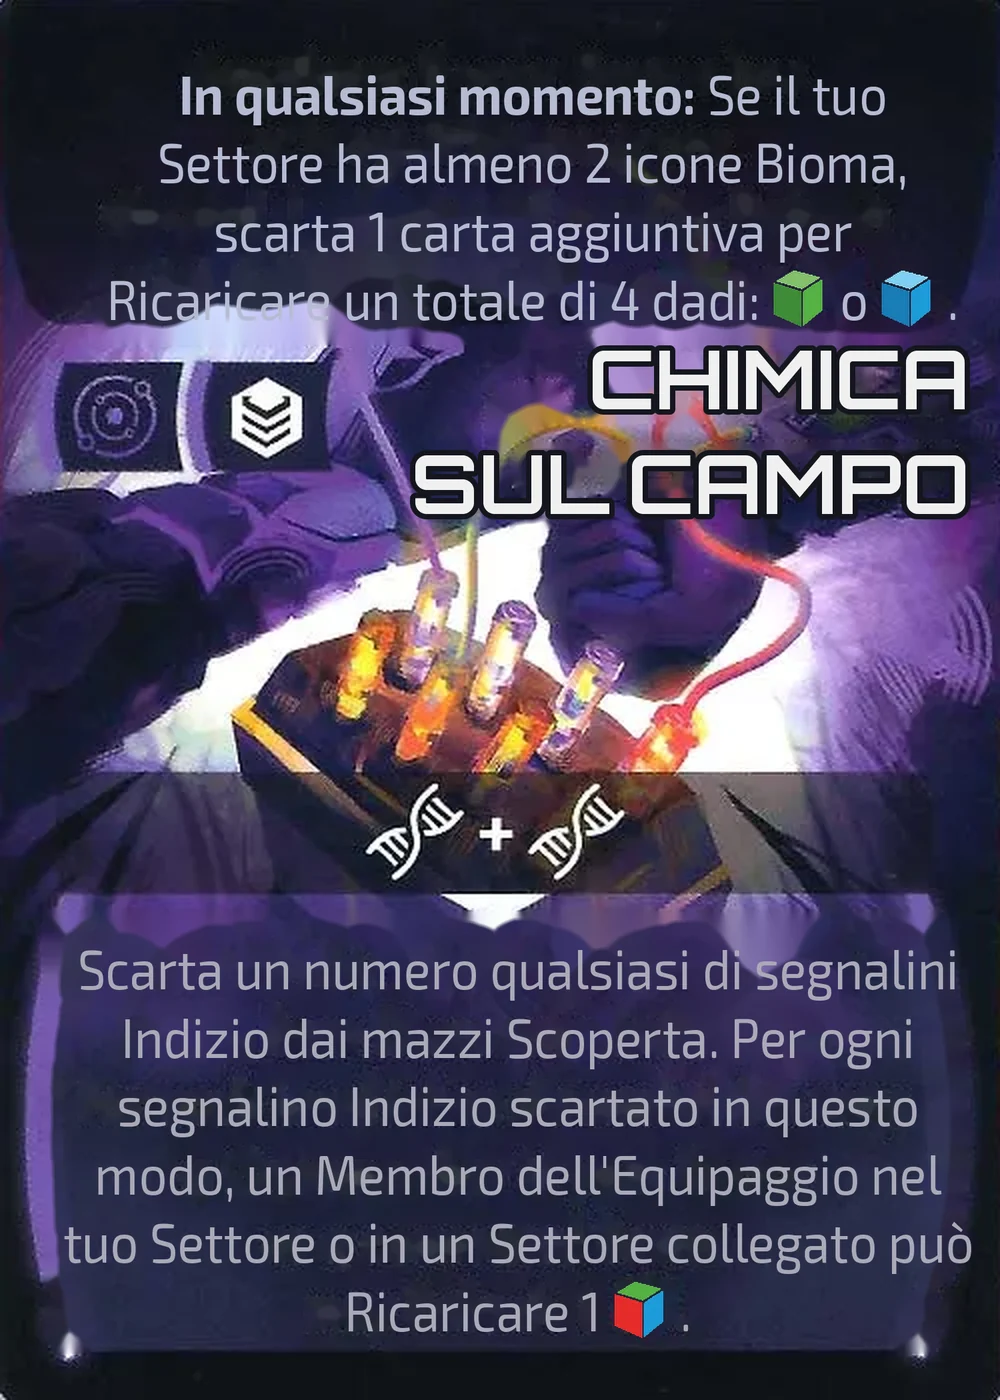 In qualsiasi momento: Se il tuo
Settore ha almeno 2 icone Bioma,
scarta 1 carta aggiuntiva per
Ricaricare un totale di 4 dadi: o .
CHIMICA
SUL CAMPO
+
Scarta un numero qualsiasi di segnalini
Indizio dai mazzi Scoperta. Per ogni
segnalino Indizio scartato in questo
modo, un Membro dell'Equipaggio nel
tuo Settore o in un Settore collegato può
Ricaricare 1 .